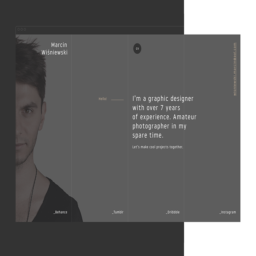 Marcin
Wiśniewski
I'm a graphic designer
with over 7 years
of experience. Amateur
photographer in my
spare time.
Let's make cool projects together.
_Behance
_Tumblr
_Dribbble
_Instagram